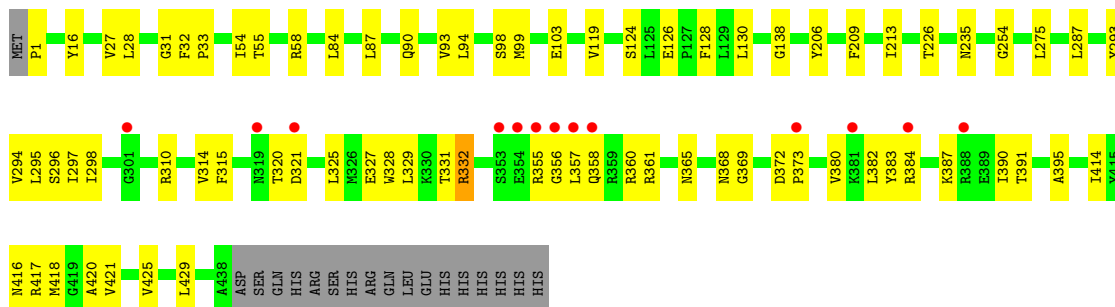 MET P1 Y16 V27 L28 G31 F32 P33 I54 T55 R58 L84 L87 Q90 V93 L94 S98 M99 E103 V119 S124 L125 E126 P127 F128 L129 L130 G138 Y206 F209 I213 T226 N235 G254 L275 L287
V294 L295 S296 I297 I298 G301 R310 V314 F315 N319 T320 D321 L325 M326 E327 W328 L329 K330 T331 R332 S353 E354 R355 G356 L357 Q358 R359 R360 R361 N365 N368 G369 D372 P373 V380 K381 L382 Y383 R384 K387 R388 E389 I390 T391 A395 I414
N416 R417 M418 G419 A420 V421 V425 L429 A438 ASP SER GLN HIS ARG SER HIS ARG GLN LEU GLU HIS HIS HIS HIS HIS HIS